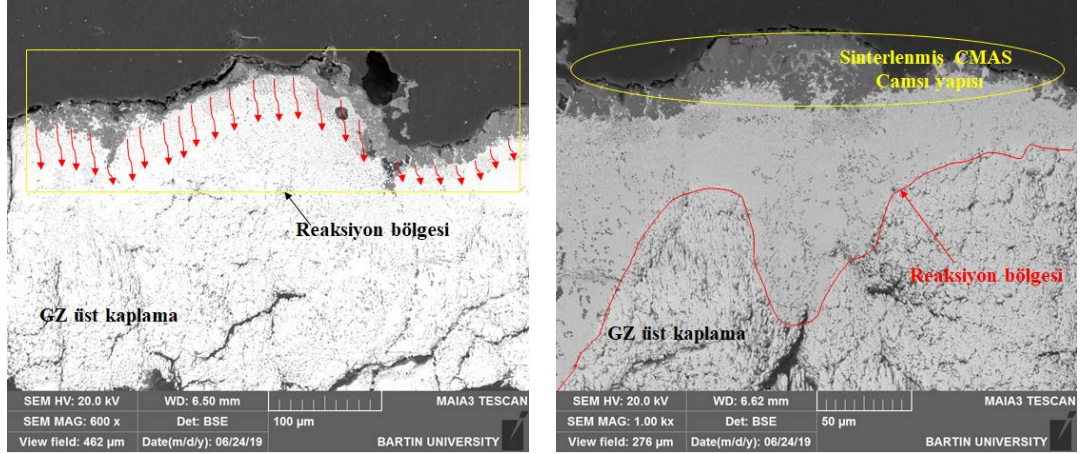 Reaksiyon bölgesi
GZ üst kaplama
SEM HV: 20.0 kV
WD: 6.50 mm
MAIA3 TESCAN
SEM MAG: 600 x
Det: BSE
100 µm
View field: 462 µm
Date(m/d/y): 06/24/19
BARTIN UNIVERSITY
Sinterlenmiş CMAS
Camsı yapısı
Reaksiyon bölgesi
GZ üst kaplama
SEM HV: 20.0 kV
WD: 6.62 mm
MAIA3 TESCAN
SEM MAG: 1.00 kx
Det: BSE
50 µm
View field: 276 µm
Date(m/d/y): 06/24/19
BARTIN UNIVERSITY